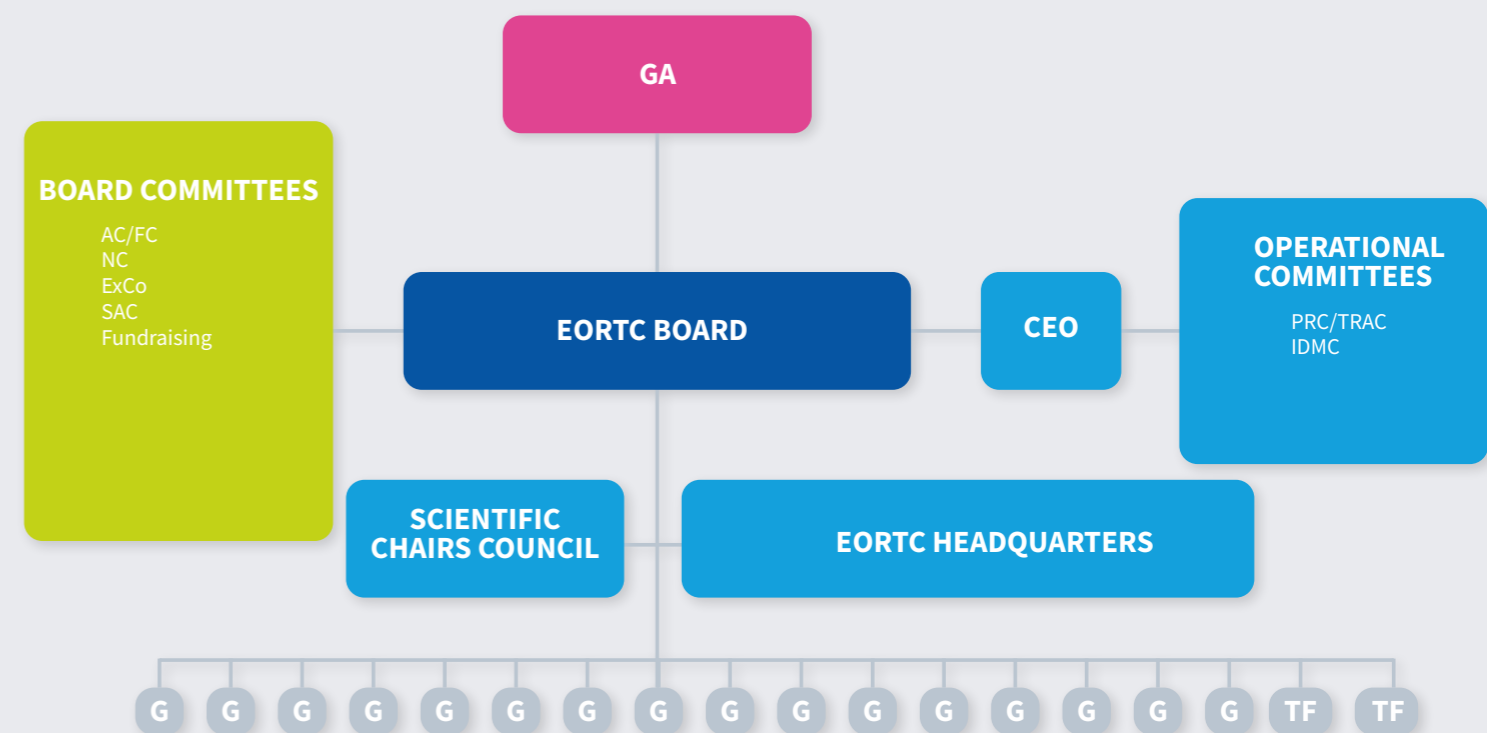 GA
BOARD COMMITTEES
AC/FC
NC
ExCo
SAC
Fundraising
EORTC BOARD
CEO
OPERATIONAL
COMMITTEES
PRC/TRAC
IDMC
SCIENTIFIC
CHAIRS COUNCIL
EORTC HEADQUARTERS
G G G G G G G G G G G G G G G G TF TF